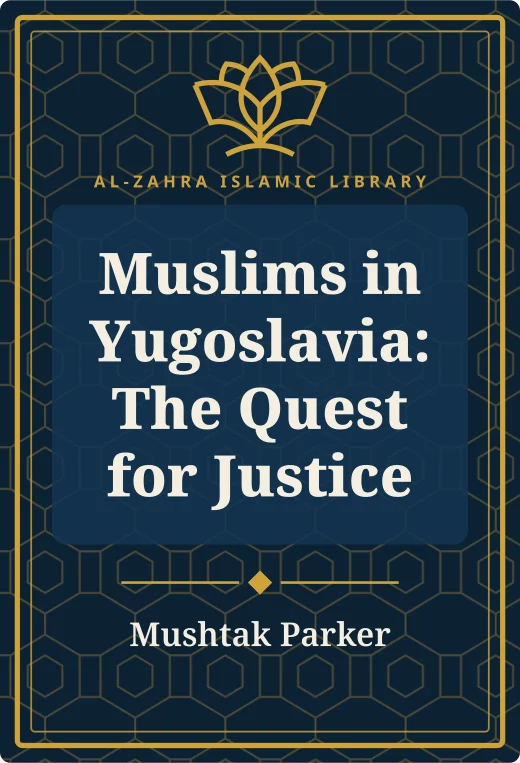 AL-ZAHRA ISLAMIC LIBRARY
Muslims in
Yugoslavia:
The Quest
for Justice
Mushtak Parker